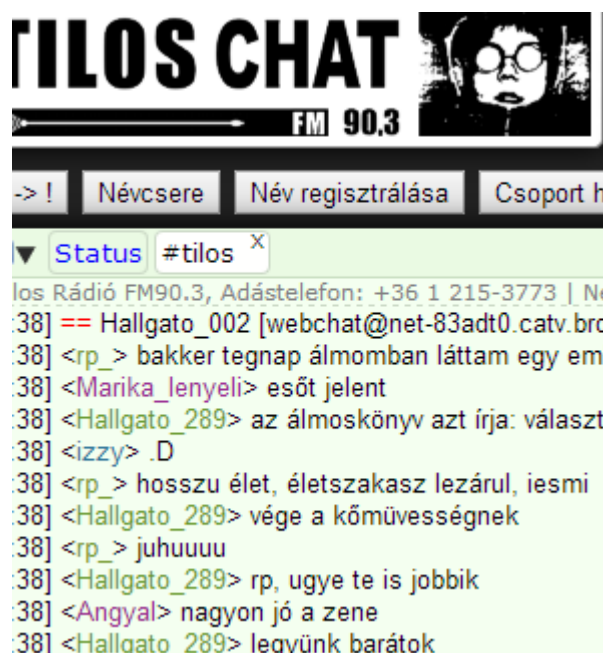 TILOS CHAT
FM 90,3
-> ! Névcsere Név regisztrálása Csoport h
▼ Status #tilos X
los Rádió FM90.3, Adástelefon: +36 1 215-3773 | Ne
:38] == Hallgato_002 [webchat@net-83adt0.catv.bro
:38] <rp_> bakker tegnap álmomban láttam egy em
:38] <Marika_lenyeli> esőt jelent
:38] <Hallgato_289> az álmoskönyv azt írja: választ
:38] <izzy> .D
:38] <rp_> hosszu élet, életszakasz lezárul, iesmi
:38] <Hallgato_289> vége a kőmüvességnek
:38] <rp_> juhuuuu
:38] <Hallgato_289> rp, ugye te is jobbik
:38] <Angyal> nagyon jó a zene
:38] <Hallgato_289> legyünk barátok